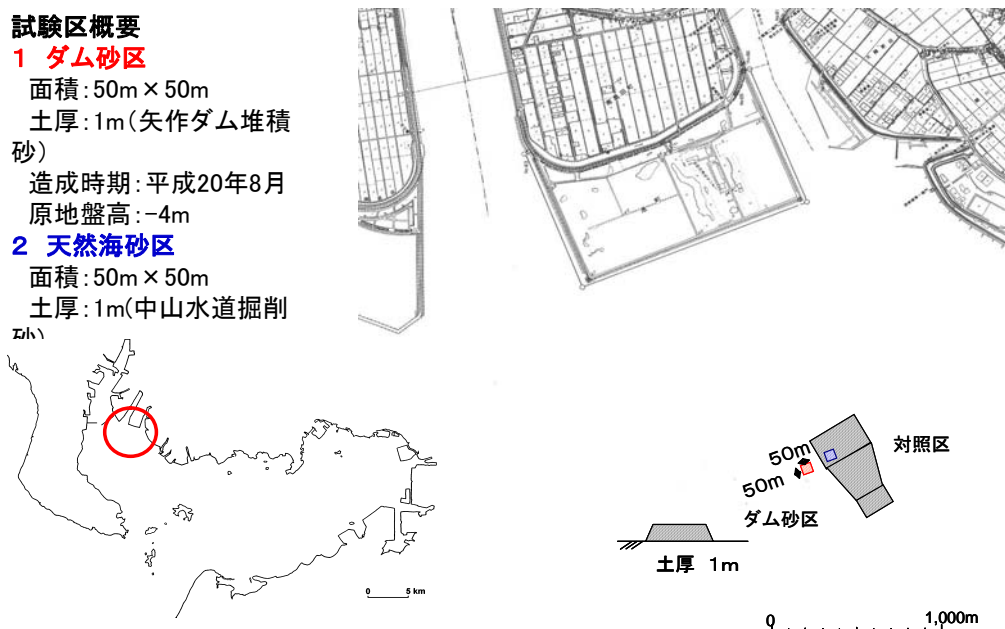 試験区概要
1 ダム砂区
面積:50m×50m
土厚:1m(矢作ダム堆積
砂)
造成時期:平成20年8月
原地盤高:-4m
2 天然海砂区
面積:50m×50m
土厚:1m(中山水道掘削
砂)
0 5 km
50m
50m
対照区
ダム砂区
土厚 1m
0 1,000m